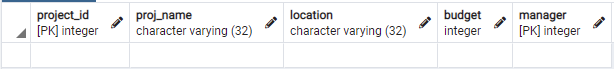 project_id
[PK] integer
proj_name
character varying (32)
location
character varying (32)
budget
integer
manager
[PK] integer